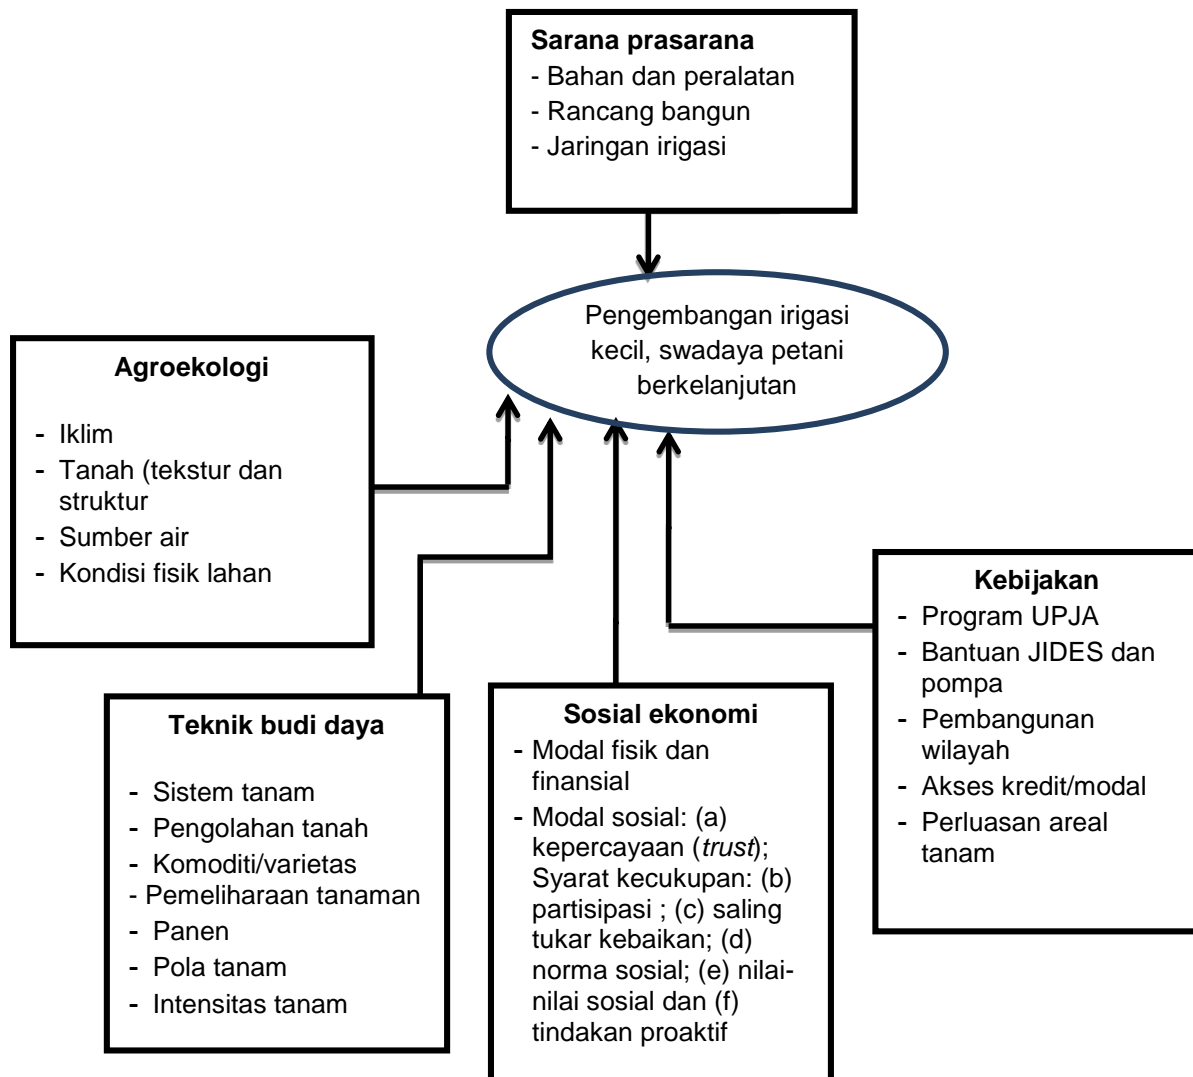 Sarana prasarana
- Bahan dan peralatan
- Rancang bangun
- Jaringan irigasi
Pengembangan irigasi
kecil, swadaya petani
berkelanjutan
Agroekologi
- Iklim
- Tanah (tekstur dan
struktur
- Sumber air
- Kondisi fisik lahan
Teknik budi daya
- Sistem tanam
- Pengolahan tanah
- Komoditi/varietas
- Pemeliharaan tanaman
- Panen
- Pola tanam
- Intensitas tanam
Sosial ekonomi
- Modal fisik dan
finansial
- Modal sosial: (a)
kepercayaan (trust);
Syarat kecukupan: (b)
partisipasi ; (c) saling
tukar kebaikan; (d)
norma sosial; (e) nilai-
nilai sosial dan (f)
tindakan proaktif
Kebijakan
- Program UPJA
- Bantuan JIDES dan
pompa
- Pembangunan
wilayah
- Akses kredit/modal
- Perluasan areal
tanam